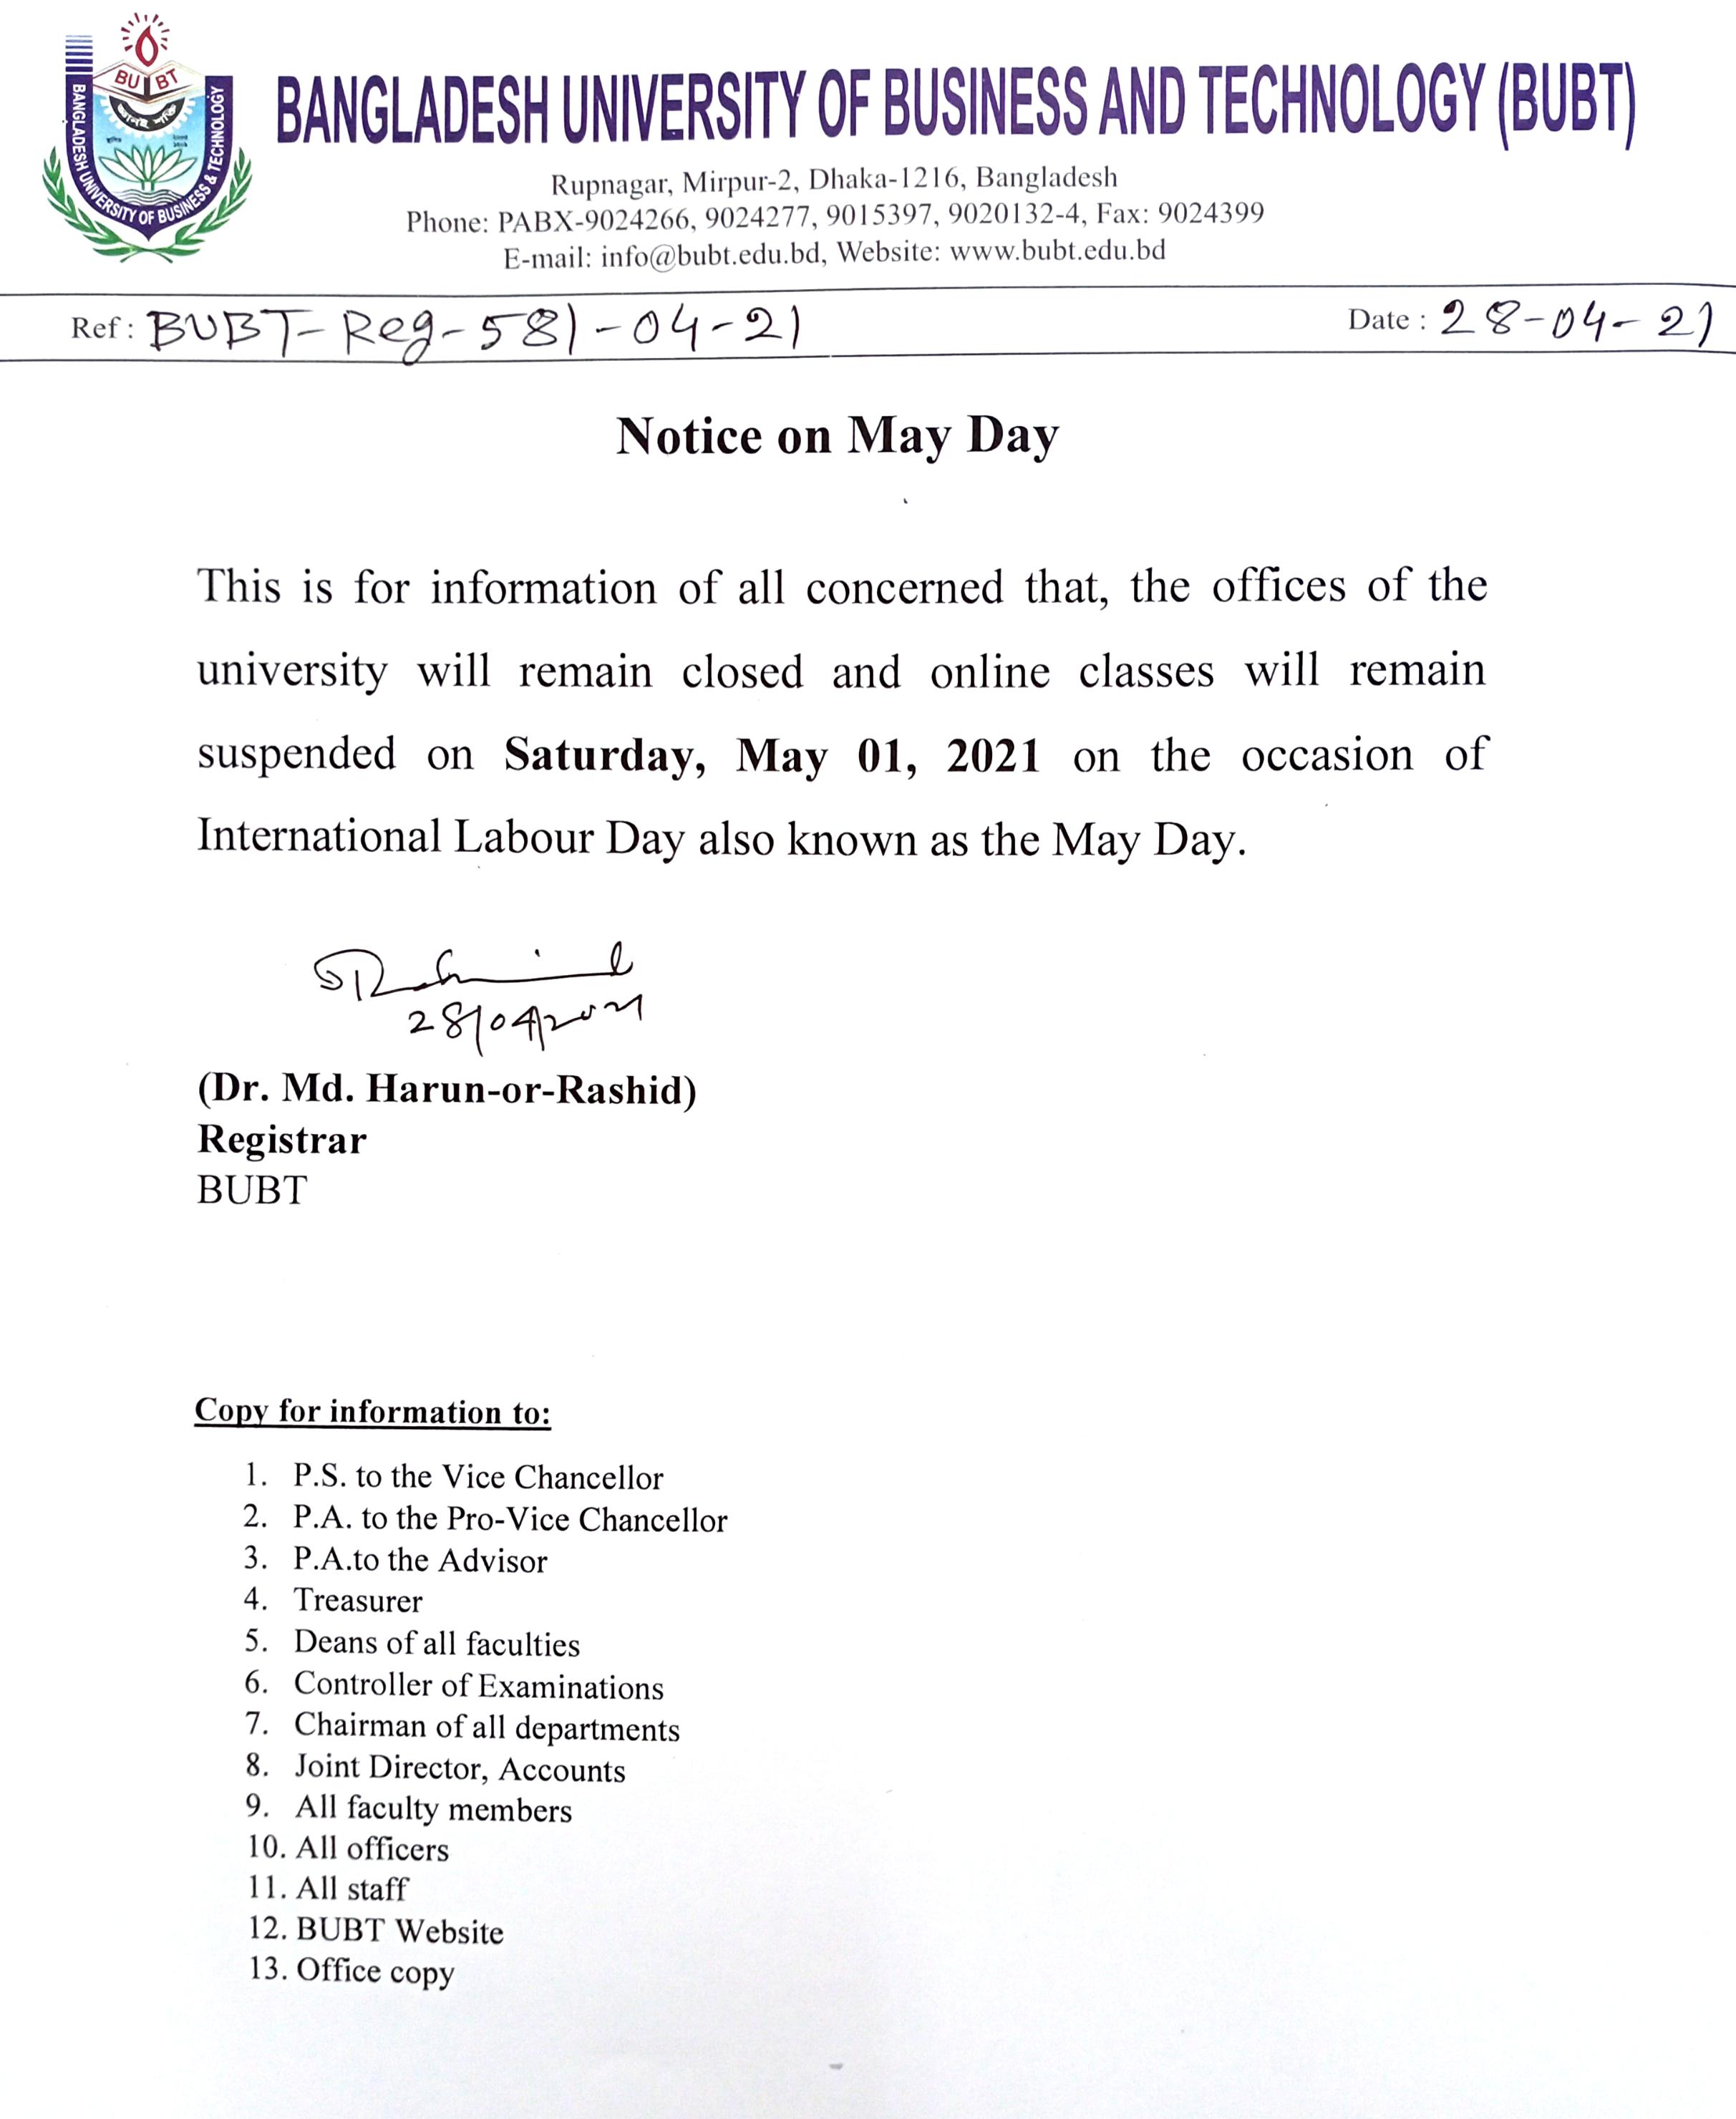 BU BT
BANGLADESH UNIVERSITY OF BUSINESS & TECHNOLOGY
BANGLADESH UNIVERSITY OF BUSINESS AND TECHNOLOGY (BUBT)
Rupnagar, Mirpur-2, Dhaka-1216, Bangladesh
Phone: PABX-9024266, 9024277, 9015397, 9020132-4, Fax: 9024399
E-mail: info@bubt.edu.bd, Website: www.bubt.edu.bd
Ref : BUBT-Reg-581-04-21 Date : 28-04-21
Notice on May Day
This is for information of all concerned that, the offices of the
university will remain closed and online classes will remain
suspended on Saturday, May 01, 2021 on the occasion of
International Labour Day also known as the May Day.
28/04/2021
(Dr. Md. Harun-or-Rashid)
Registrar
BUBT
Copy for information to:
1. P.S. to the Vice Chancellor
2. P.A. to the Pro-Vice Chancellor
3. P.A.to the Advisor
4. Treasurer
5. Deans of all faculties
6. Controller of Examinations
7. Chairman of all departments
8. Joint Director, Accounts
9. All faculty members
10. All officers
11. All staff
12. BUBT Website
13. Office copy